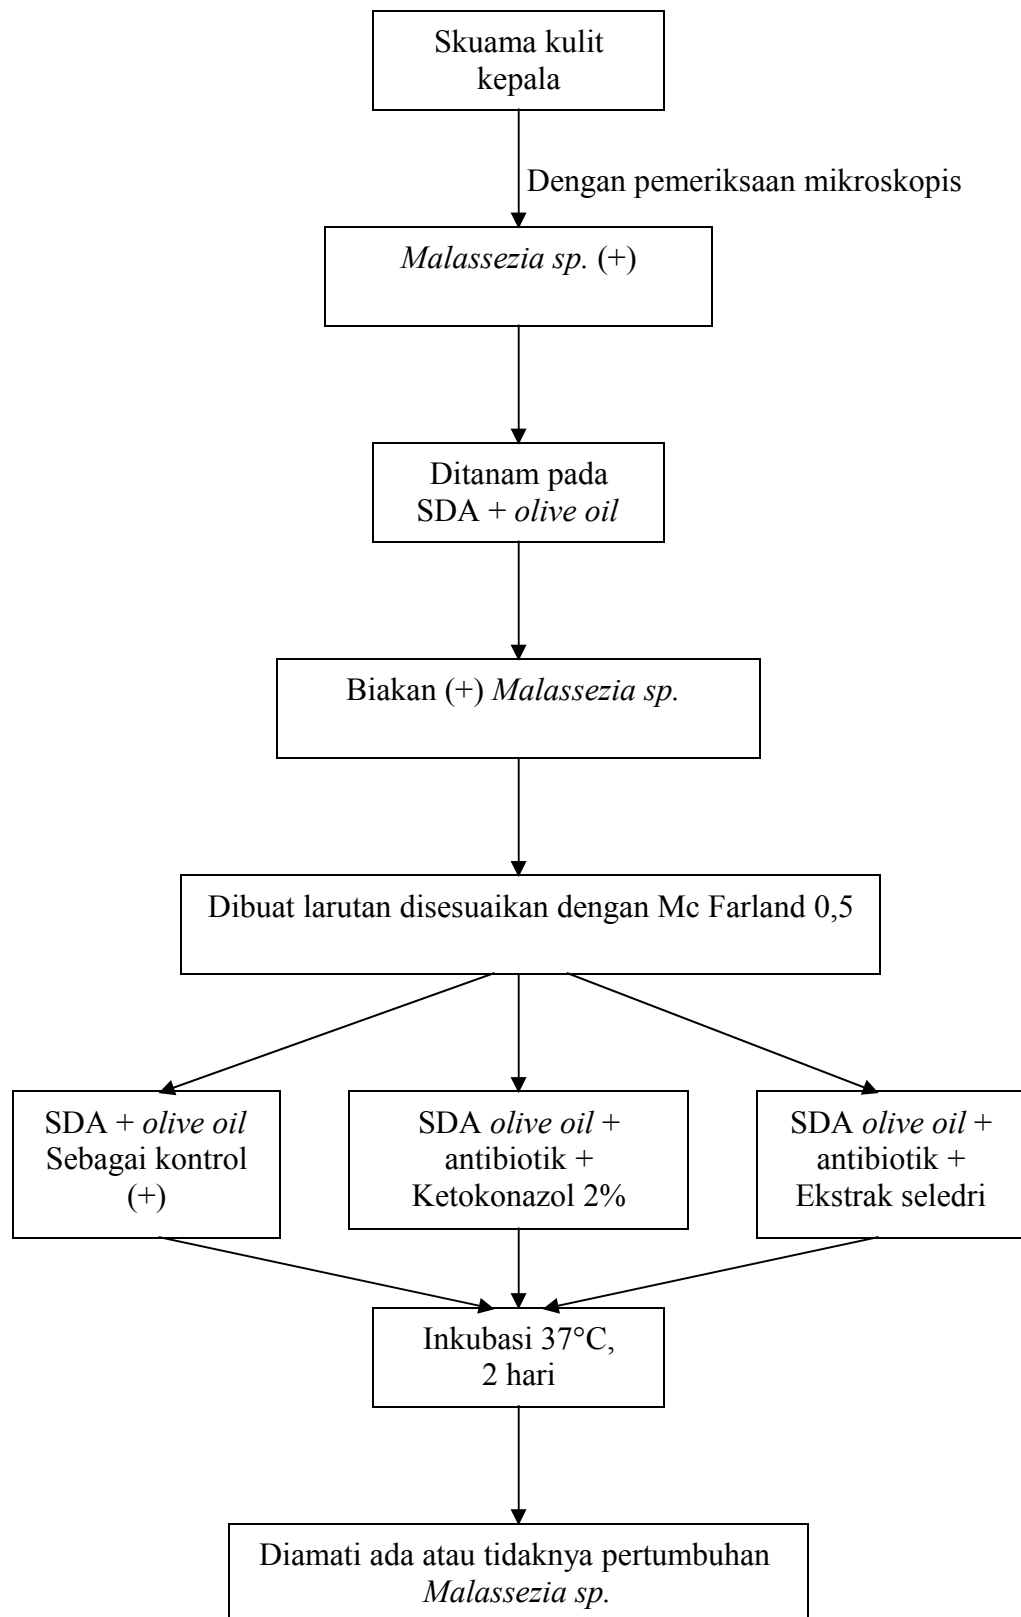 Skuama kulit
kepala
Dengan pemeriksaan mikroskopis
Malassezia sp. (+)
Ditanam pada
SDA + olive oil
Biakan (+) Malassezia sp.
Dibuat larutan disesuaikan dengan Mc Farland 0,5
SDA + olive oil
Sebagai kontrol
(+)
SDA olive oil +
antibiotik +
Ketokonazol 2%
SDA olive oil +
antibiotik +
Ekstrak seledri
Inkubasi 37°C,
2 hari
Diamati ada atau tidaknya pertumbuhan
Malassezia sp.